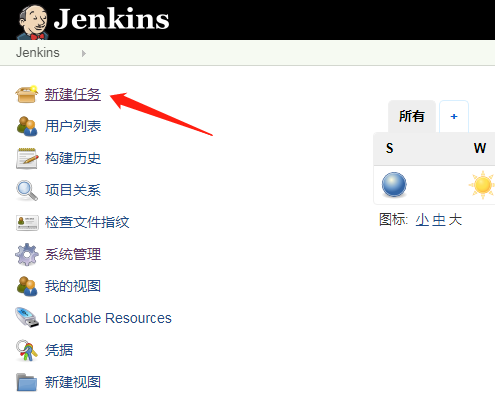 Jenkins
Jenkins
新建任务
用户列表
构建历史
项目关系
检查文件指纹
系统管理
我的视图
Lockable Resources
凭据
新建视图
所有 +
S W
图标: 小 中 大